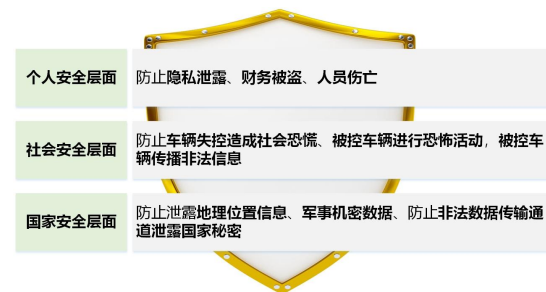 个人安全层面
防止隐私泄露、财务被盗、人员伤亡
社会安全层面
防止车辆失控造成社会恐慌、被控车辆进行恐怖活动，被控车
辆传播非法信息
国家安全层面
防止泄露地理位置信息、军事机密数据、防止非法数据传输通
道泄露国家秘密